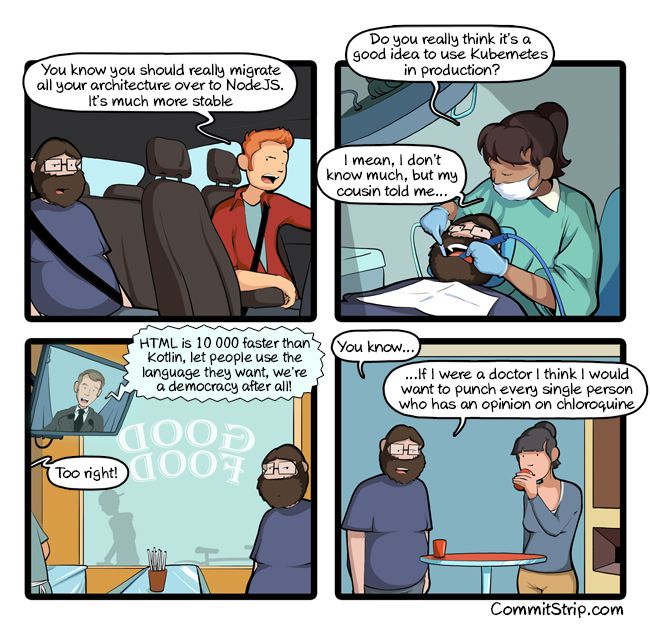 You know you should really migrate
all your architecture over to NodeJS.
It's much more stable
Do you really think it's a
good idea to use Kubernetes
in production?
I mean, I don't
know much, but my
cousin told me...
HTML is 10 000 faster than
Kotlin, let people use the
language they want, we're
a democracy after all!
Too right!
GOOD
FOOD
You know...
...If I were a doctor I think I would
want to punch every single person
who has an opinion on chloroquine
CommitStrip.com